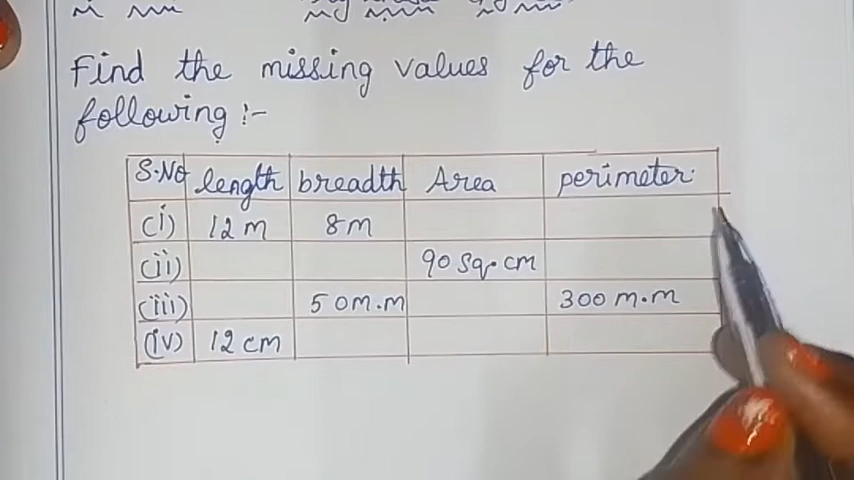 Find the missing values for the
following :-
S.No length breadth Area perimeter.
(i) 12 m 8 m
(ii) 90 sq. cm
(iii) 50 m.m 300 m.m
(iv) 12 cm